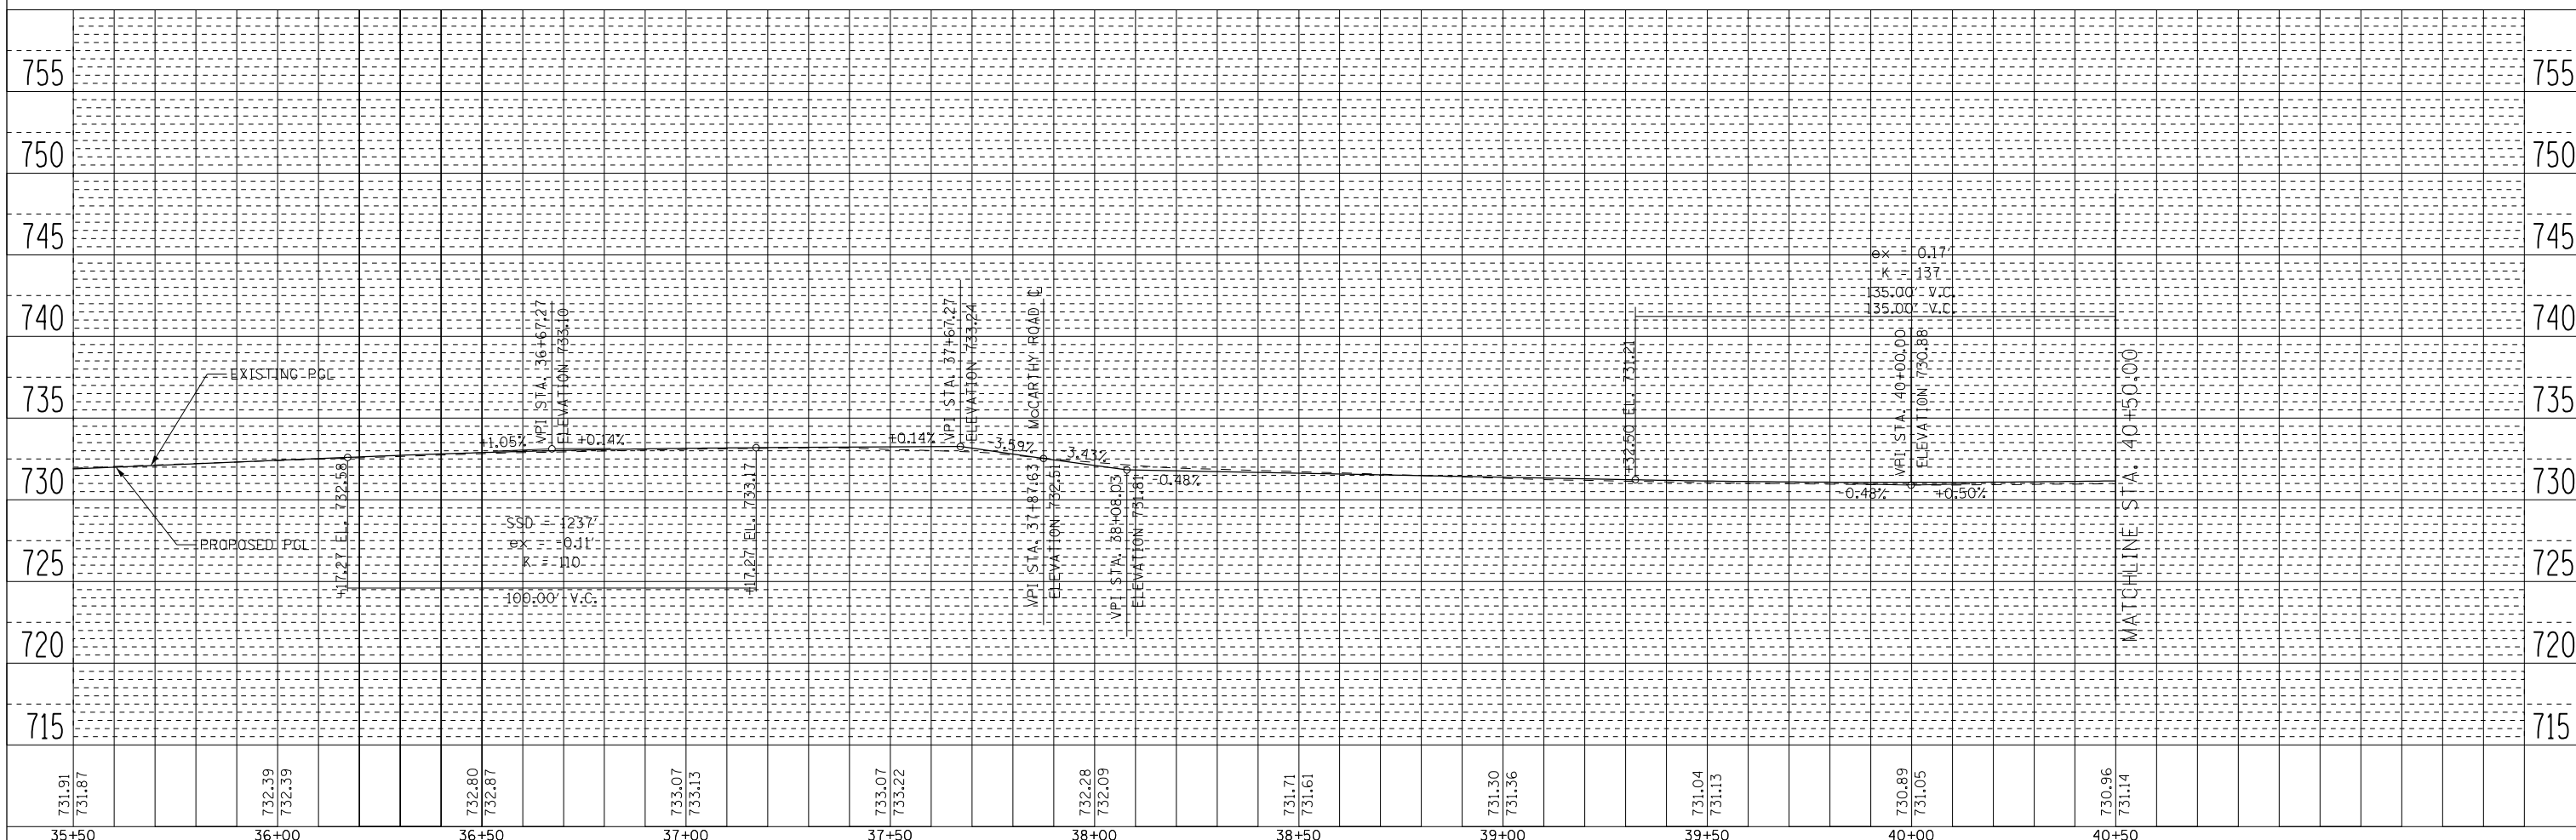 755
755
750
750
745
745
740
740
735
735
730
730
725
725
720
720
715
715
EXISTING PGL
PROPOSED PGL
+17.27 EL. 732.58
+1.05%
VPI STA. 36+67.27
ELEVATION 733.10
+0.14%
SSD = 1237'
ex = -0.11'
K = 110
100.00' V.C.
+17.27 EL. 733.17
+0.14%
VPI STA. 37+67.27
ELEVATION 733.24
-3.59%
McCARTHY ROAD ℄
VPI STA. 37+87.63
ELEVATION 732.51
-3.43%
VPI STA. 38+08.03
ELEVATION 731.81
-0.48%
+32.50 EL. 731.21
ex = 0.17'
K = 137
135.00' V.C.
135.00' V.C.
VPI STA. 40+00.00
ELEVATION 730.88
-0.48%
+0.50%
MATCHLINE STA. 40+50.00
731.91
731.87
732.39
732.39
732.80
732.87
733.07
733.13
733.07
733.22
732.28
732.09
731.71
731.61
731.30
731.36
731.04
731.13
730.89
731.05
730.96
731.14
35+50
36+00
36+50
37+00
37+50
38+00
38+50
39+00
39+50
40+00
40+50